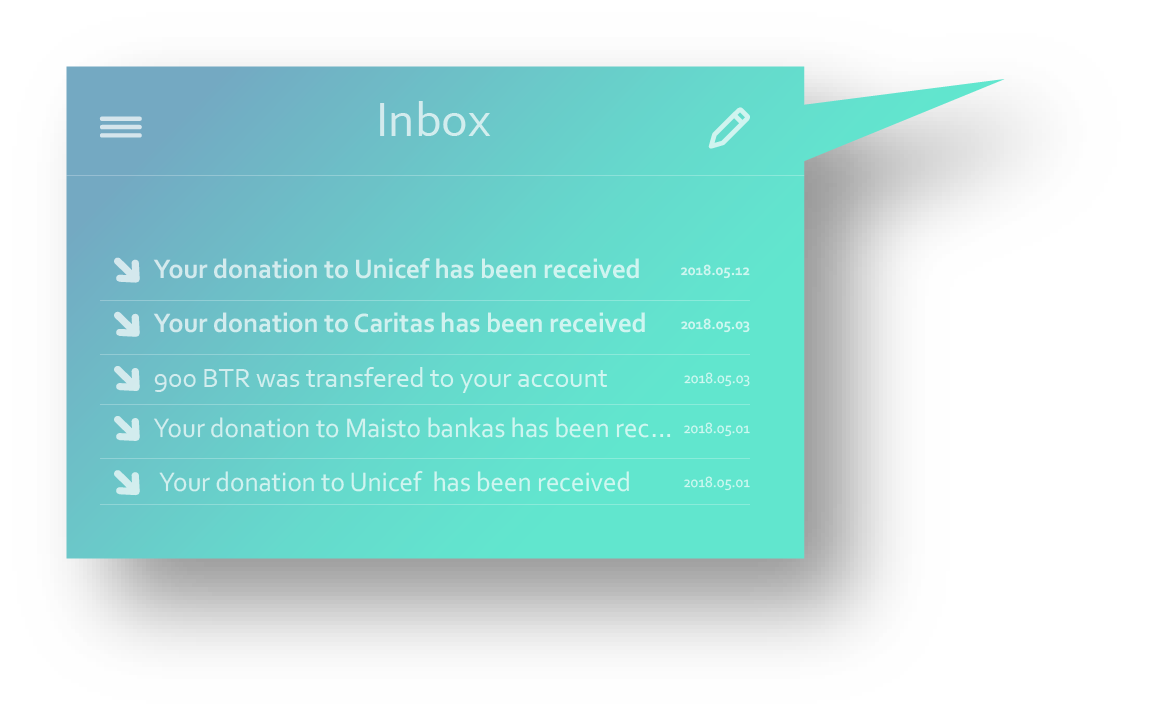 Inbox
Your donation to Unicef has been received 2018.05.12
Your donation to Caritas has been received 2018.05.03
900 BTR was transfered to your account 2018.05.03
Your donation to Maisto bankas has been rec... 2018.05.01
Your donation to Unicef has been received 2018.05.01